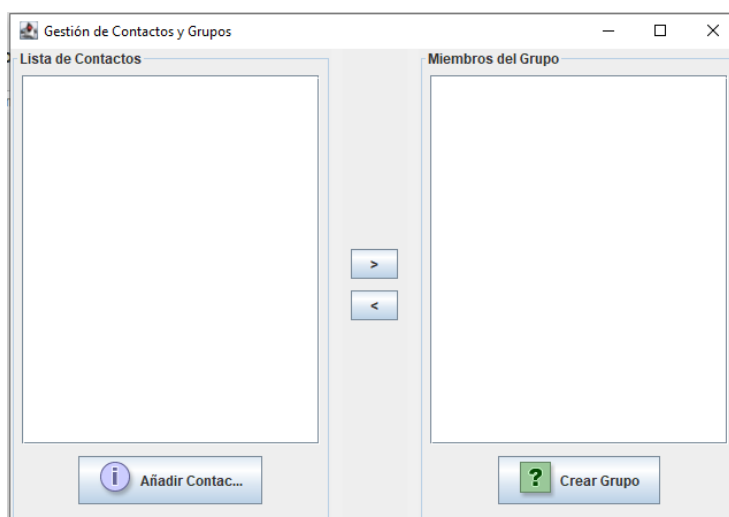 Gestión de Contactos y Grupos
Lista de Contactos
Miembros del Grupo
>
<
i
Añadir Contac...
?
Crear Grupo